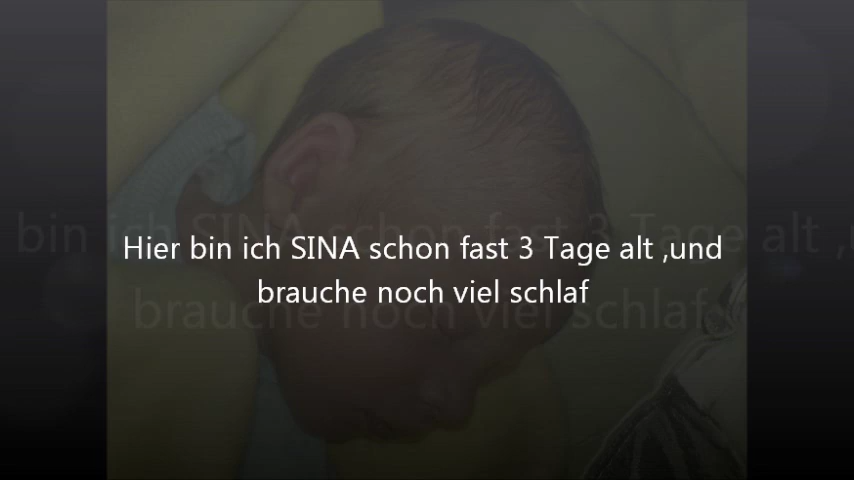 Hier bin ich SINA schon fast 3 Tage alt ,und
brauche noch viel schlaf